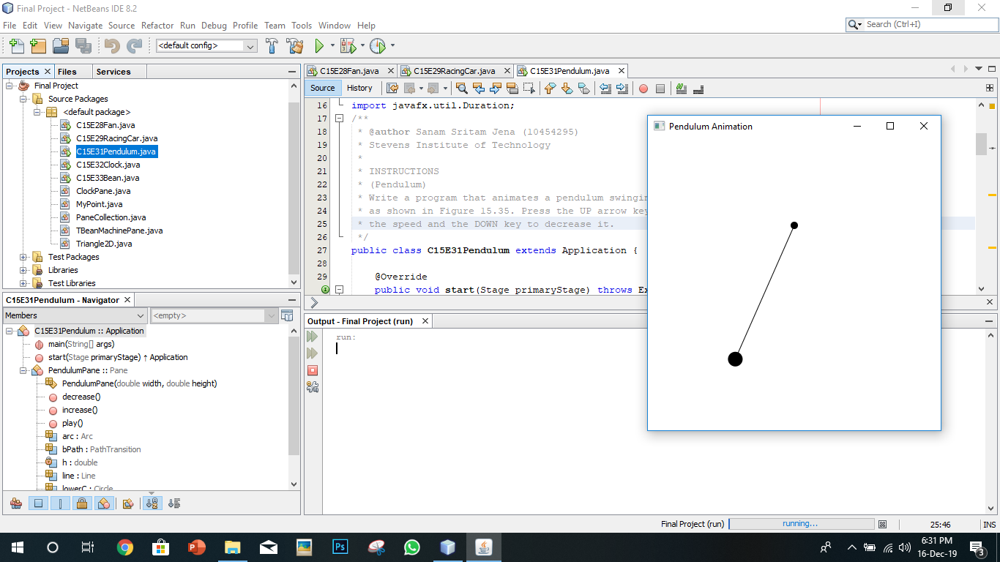 Final Project - NetBeans IDE 8.2
File Edit View Navigate Source Refactor Run Debug Profile Team Tools Window Help
Search (Ctrl+I)
<default config>
Projects Files Services
Final Project
Source Packages
<default package>
C15E28Fan.java
C15E29RacingCar.java
C15E31Pendulum.java
C15E32Clock.java
C15E33Bean.java
ClockPane.java
MyPoint.java
PaneCollection.java
TBeanMachinePane.java
Triangle2D.java
Test Packages
Libraries
Test Libraries
C15E31Pendulum - Navigator
Members
<empty>
C15E31Pendulum :: Application
main(String[] args)
start(Stage primaryStage) ↑ Application
PendulumPane :: Pane
PendulumPane(double width, double height)
decrease()
increase()
play()
arc : Arc
bPath : PathTransition
h : double
line : Line
lowerC : Circle
C15E28Fan.java C15E29RacingCar.java C15E31Pendulum.java
Source History
16 import javafx.util.Duration;
17 /**
18 * @author Sanam Sritam Jena (10454295)
19 * Stevens Institute of Technology
20 *
21 * INSTRUCTIONS
22 * (Pendulum)
23 * Write a program that animates a pendulum swingin
24 * as shown in Figure 15.35. Press the UP arrow key
25 * the speed and the DOWN key to decrease it.
26 */
27 public class C15E31Pendulum extends Application {
28
29 @Override
public void start(Stage primaryStage) throws Ex
Pendulum Animation
Output - Final Project (run)
run:
Final Project (run) running... 25:46 INS
Ps
6:31 PM
16-Dec-19
3